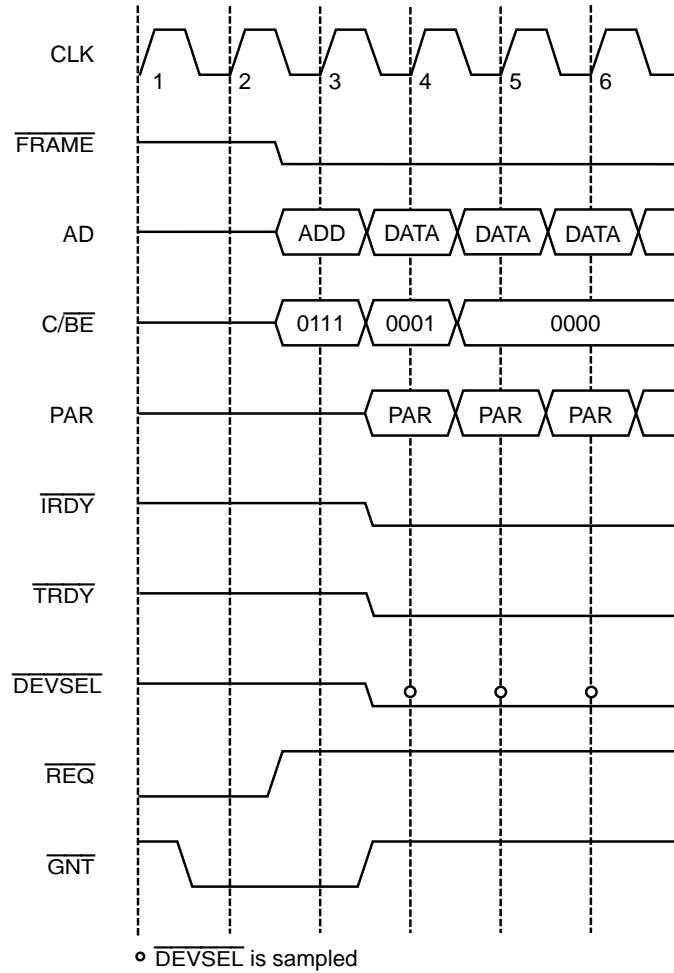 CLK
1 2 3 4 5 6
FRAME
AD ADD DATA DATA DATA
C/BE 0111 0001 0000
PAR PAR PAR PAR
IRDY
TRDY
DEVSEL
REQ
GNT
DEVSEL is sampled